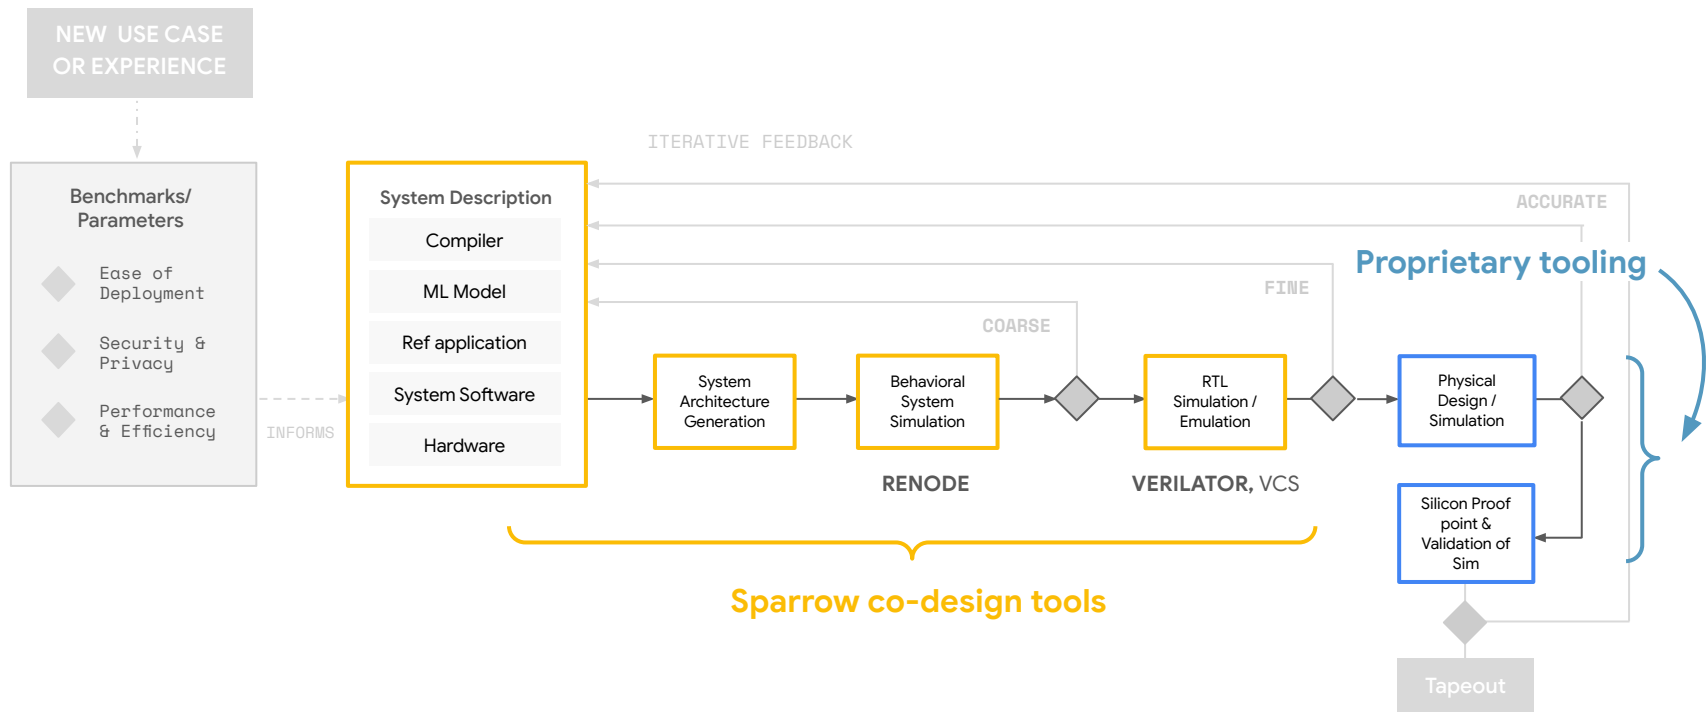 NEW USE CASE
OR EXPERIENCE
Benchmarks/
Parameters
Ease of
Deployment
Security &
Privacy
Performance
& Efficiency
INFORMS
System Description
Compiler
ML Model
Ref application
System Software
Hardware
ITERATIVE FEEDBACK
ACCURATE
FINE
COARSE
Proprietary tooling
System
Architecture
Generation
Behavioral
System
Simulation
RENODE
RTL
Simulation /
Emulation
VERILATOR, VCS
Physical
Design /
Simulation
Silicon Proof
point &
Validation of
Sim
Sparrow co-design tools
Tapeout